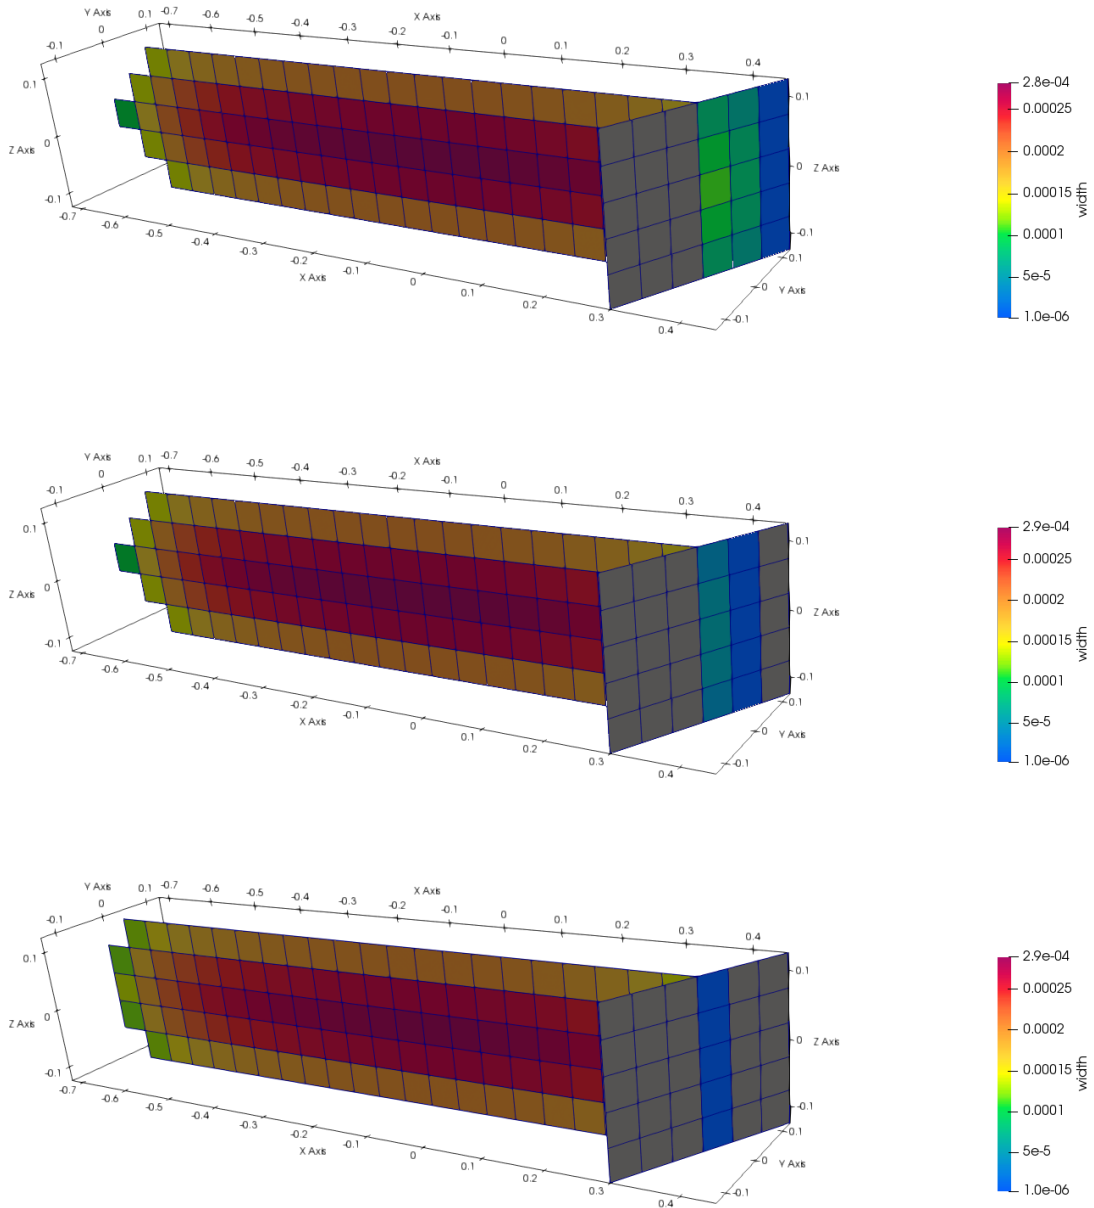 Y Axis 0.1 -0.7 X Axis
-0.1 0 -0.6 -0.5 -0.4 -0.3 -0.2 -0.1 0 0.1 0.2 0.3 0.4
0.1
Z Axis 0
-0.1
-0.7 -0.6 -0.5 -0.4 -0.3 -0.2 -0.1 0 0.1 0.2 0.3 0.4
X Axis
0.1
0 Z Axis
-0.1
0.1
0 Y Axis
-0.1
2.8e-04
0.00025
0.0002
0.00015
0.0001
5e-5
1.0e-06
width
Y Axis 0.1 -0.7 X Axis
-0.1 0 -0.6 -0.5 -0.4 -0.3 -0.2 -0.1 0 0.1 0.2 0.3 0.4
0.1
Z Axis 0
-0.1
-0.7 -0.6 -0.5 -0.4 -0.3 -0.2 -0.1 0 0.1 0.2 0.3 0.4
X Axis
0.1
0 Z Axis
-0.1
0.1
0 Y Axis
-0.1
2.9e-04
0.00025
0.0002
0.00015
0.0001
5e-5
1.0e-06
width
Y Axis 0.1 -0.7 X Axis
-0.1 0 -0.6 -0.5 -0.4 -0.3 -0.2 -0.1 0 0.1 0.2 0.3 0.4
0.1
Z Axis 0
-0.1
-0.7 -0.6 -0.5 -0.4 -0.3 -0.2 -0.1 0 0.1 0.2 0.3 0.4
X Axis
0.1
0 Z Axis
-0.1
0.1
0 Y Axis
-0.1
2.9e-04
0.00025
0.0002
0.00015
0.0001
5e-5
1.0e-06
width